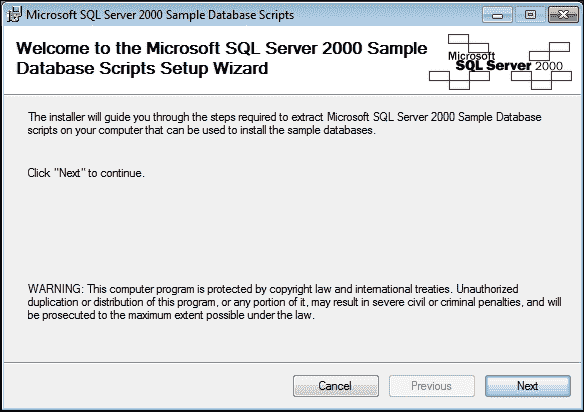 Microsoft SQL Server 2000 Sample Database Scripts
Welcome to the Microsoft SQL Server 2000 Sample
Database Scripts Setup Wizard
Microsoft
SQL Server 2000
The installer will guide you through the steps required to extract Microsoft SQL Server 2000 Sample Database
scripts on your computer that can be used to install the sample databases.
Click "Next" to continue.
WARNING: This computer program is protected by copyright law and international treaties. Unauthorized
duplication or distribution of this program, or any portion of it, may result in severe civil or criminal penalties, and will
be prosecuted to the maximum extent possible under the law.
Cancel
Previous
Next